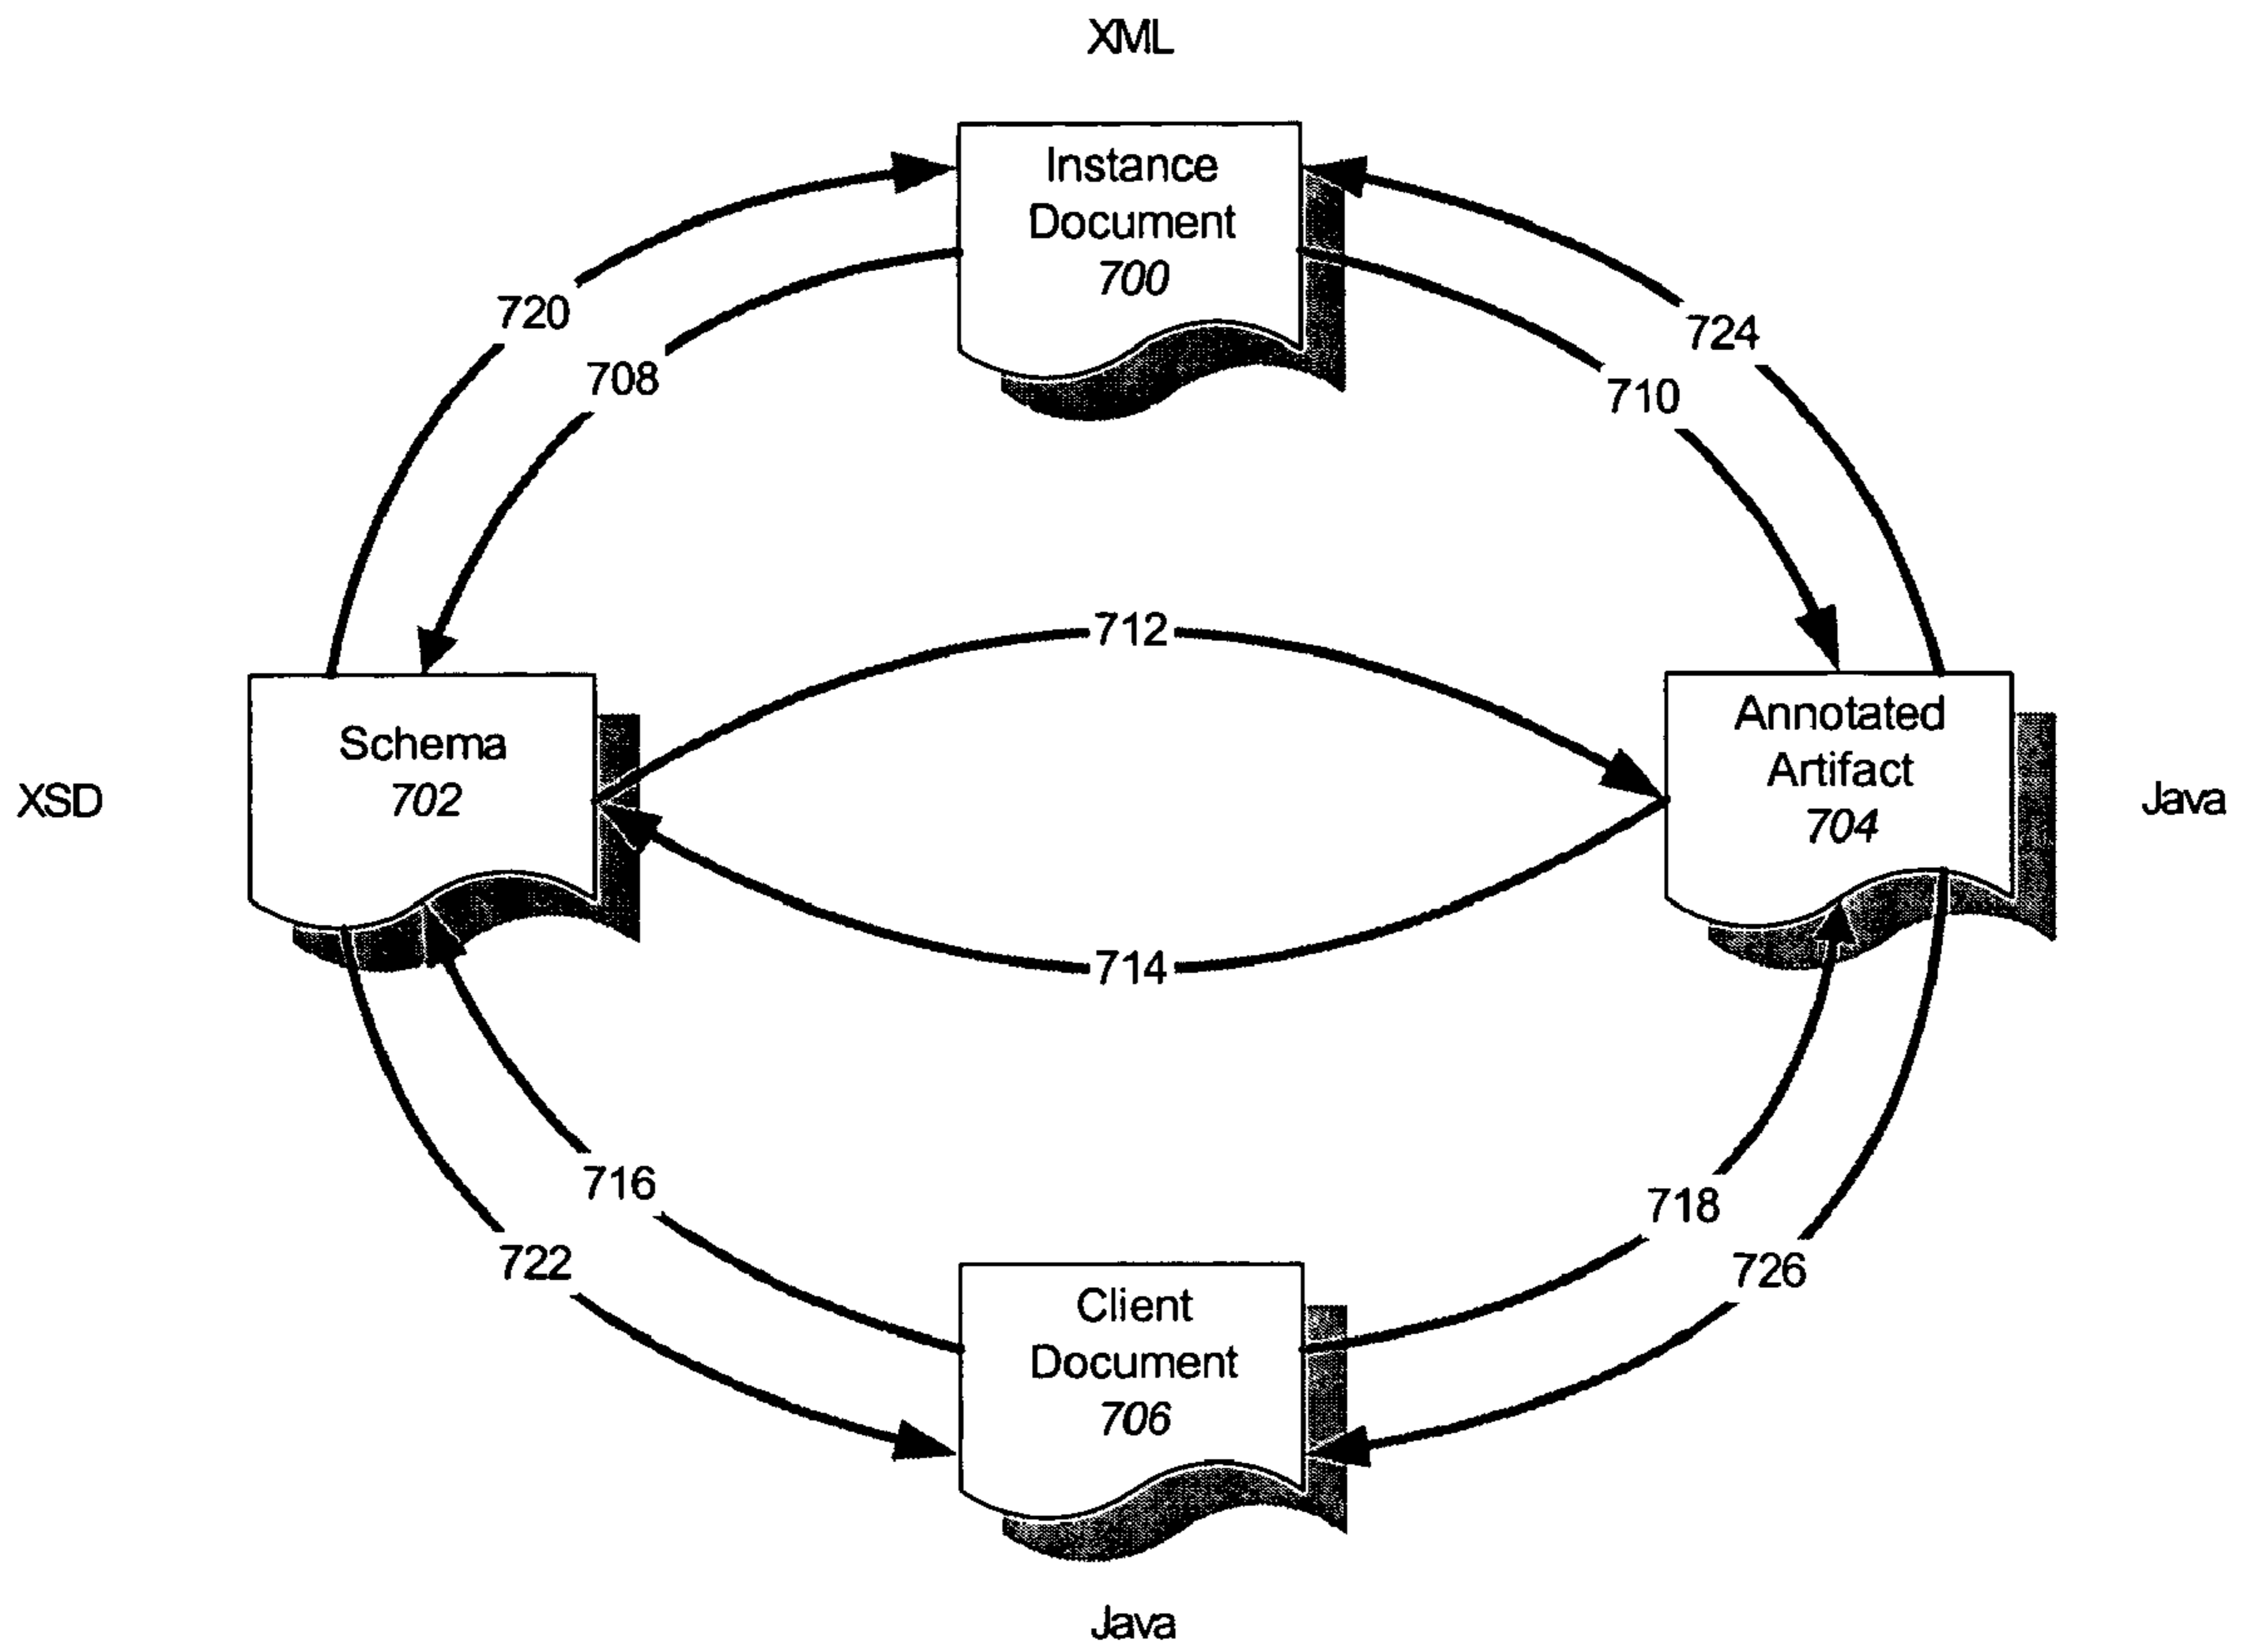 XML
Instance
Document
700
720
708
724
710
712
Schema
702
XSD
Annotated
Artifact
704
Java
714
716
722
718
726
Client
Document
706
Java